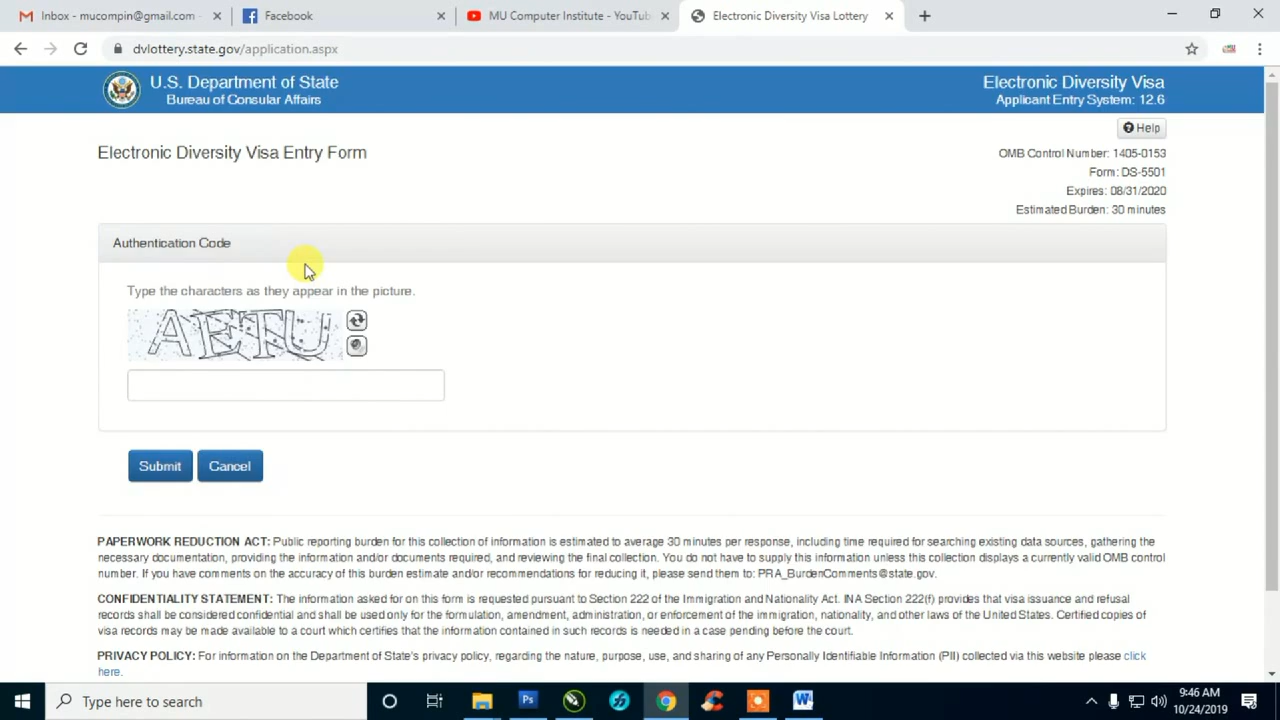 Inbox - mucompin@gmail.com -
Facebook
MU Computer Institute - YouTub
Electronic Diversity Visa Lottery
dvlottery.state.gov/application.aspx
U.S. Department of State
Bureau of Consular Affairs
Electronic Diversity Visa
Applicant Entry System: 12.6
Help
Electronic Diversity Visa Entry Form
OMB Control Number: 1405-0153
Form: DS-5501
Expires: 08/31/2020
Estimated Burden: 30 minutes
Authentication Code
Type the characters as they appear in the picture.
AETU
Submit
Cancel
PAPERWORK REDUCTION ACT: Public reporting burden for this collection of information is estimated to average 30 minutes per response, including time required for searching existing data sources, gathering the
necessary documentation, providing the information and/or documents required, and reviewing the final collection. You do not have to supply this information unless this collection displays a currently valid OMB control
number. If you have comments on the accuracy of this burden estimate and/or recommendations for reducing it, please send them to: PRA_BurdenComments@state.gov.
CONFIDENTIALITY STATEMENT: The information asked for on this form is requested pursuant to Section 222 of the Immigration and Nationality Act. INA Section 222(f) provides that visa issuance and refusal
records shall be considered confidential and shall be used only for the formulation, amendment, administration, or enforcement of the immigration, nationality, and other laws of the United States. Certified copies of
visa records may be made available to a court which certifies that the information contained in such records is needed in a case pending before the court.
PRIVACY POLICY: For information on the Department of State's privacy policy, regarding the nature, purpose, use, and sharing of any Personally Identifiable Information (PII) collected via this website please click
here.
Type here to search
Ps
W
9:46 AM
10/24/2019